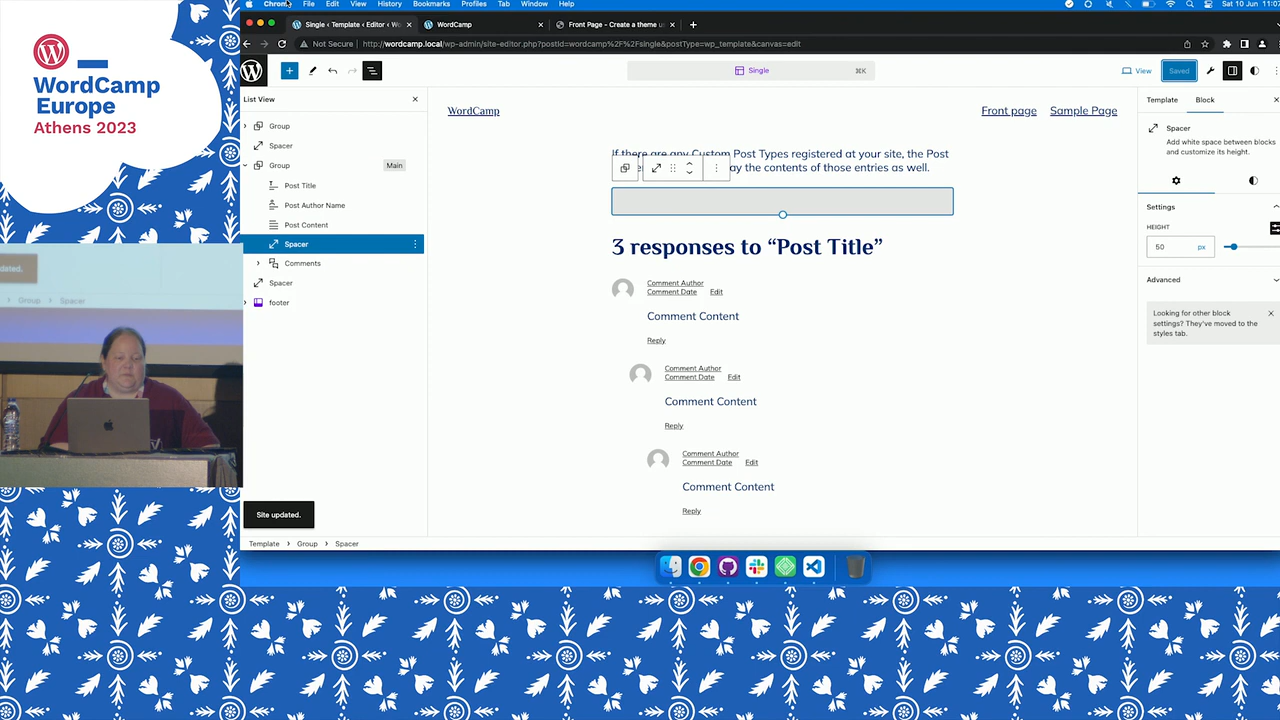 WordCamp
Europe
Athens 2023
Chrome File Edit View History Bookmarks Profiles Tab Window Help
Sat 10 Jun 11:07
Single ‹ Template ‹ Editor ‹ Wo
WordCamp
Front Page - Create a theme u
Not Secure http://wordcamp.local/wp-admin/site-editor.php?postId=wordcamp%2F%2Fsingle&postType=wp_template&canvas=edit
Single
⌘K
View
Saved
List View
Group
Spacer
Group
Main
Post Title
Post Author Name
Post Content
Spacer
Comments
Spacer
footer
Site updated.
Template > Group > Spacer
WordCamp
Front page
Sample Page
If there are any Custom Post Types registered at your site, the Post
ay the contents of those entries as well.
3 responses to “Post Title”
Comment Author
Comment Date Edit
Comment Content
Reply
Comment Author
Comment Date Edit
Comment Content
Reply
Comment Author
Comment Date Edit
Comment Content
Reply
Template
Block
Spacer
Add white space between blocks
and customize its height.
Settings
HEIGHT
50 px
Advanced
Looking for other block
settings? They've moved to the
styles tab.
dated.
Group > Spacer